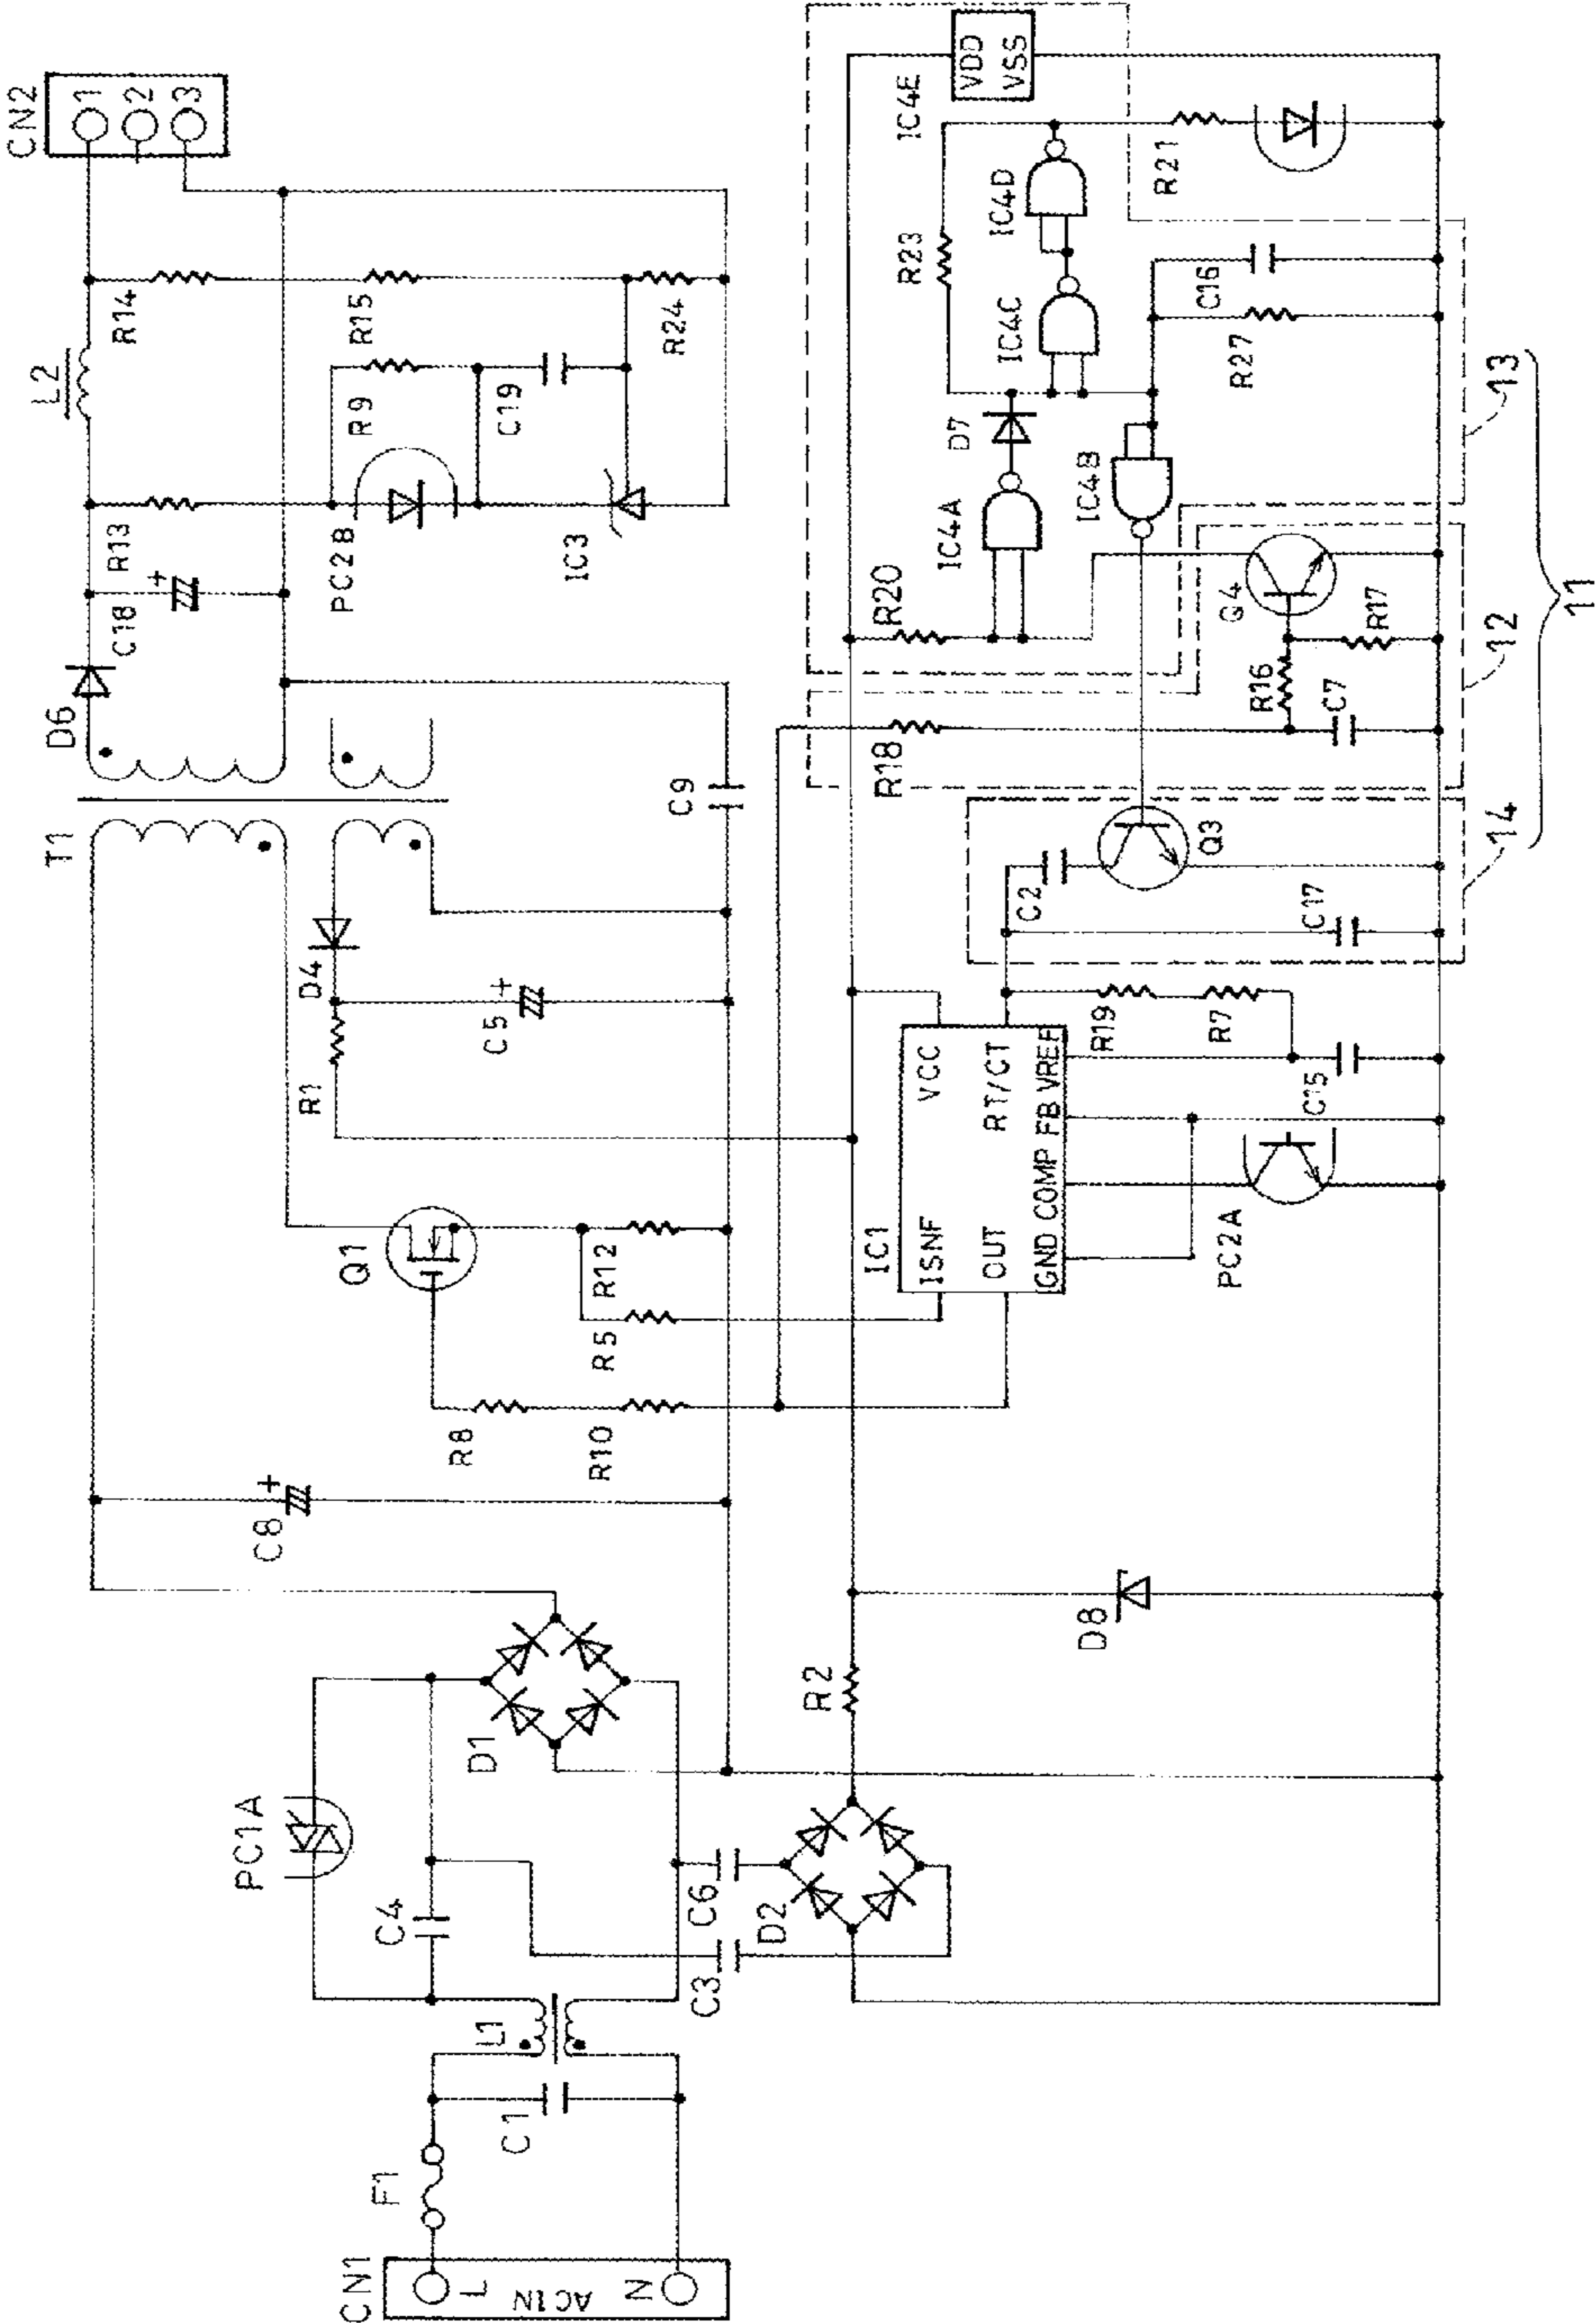 CN1
L
AC IN
N
F1
C1
L1
C4
PC1A
D1
C3
C6
D2
R2
D8
C8
R8
R10
Q1
R5
R12
R1
D4
C5
T1
C9
D6
C18
R13
PC2B
IC3
R9
C19
L2
R14
R15
R24
CN2
1
2
3
IC1
ISNF
VCC
OUT
RT/CT
GND
COMP
FB
VREF
PC2A
C15
R19
R7
C17
C2
Q3
14
R18
R16
C7
R17
Q4
12
R20
IC4A
D7
IC4B
IC4C
IC4D
R23
R27
C16
R21
IC4E
VDD
VSS
13
11